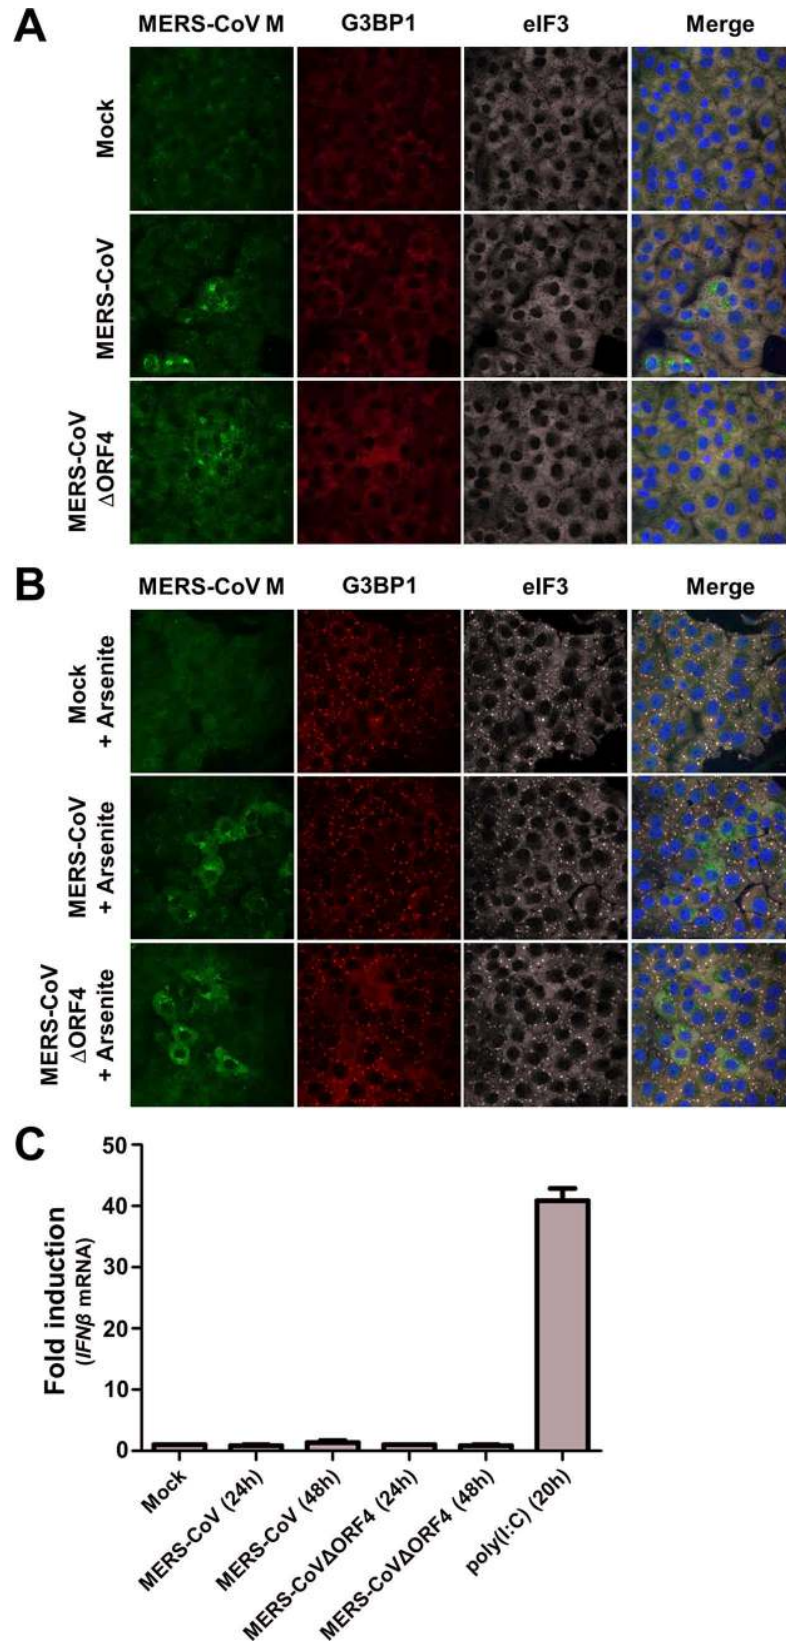 A
MERS-CoV M G3BP1 eIF3 Merge
Mock
MERS-CoV
MERS-CoV
ΔORF4
B
MERS-CoV M G3BP1 eIF3 Merge
Mock
+ Arsenite
MERS-CoV
+ Arsenite
MERS-CoV
ΔORF4
+ Arsenite
C
Fold induction
(IFNβ mRNA)
50
40
30
20
10
0
Mock
MERS-CoV (24h)
MERS-CoV (48h)
MERS-CoVΔORF4 (24h)
MERS-CoVΔORF4 (48h)
poly(I:C) (20h)